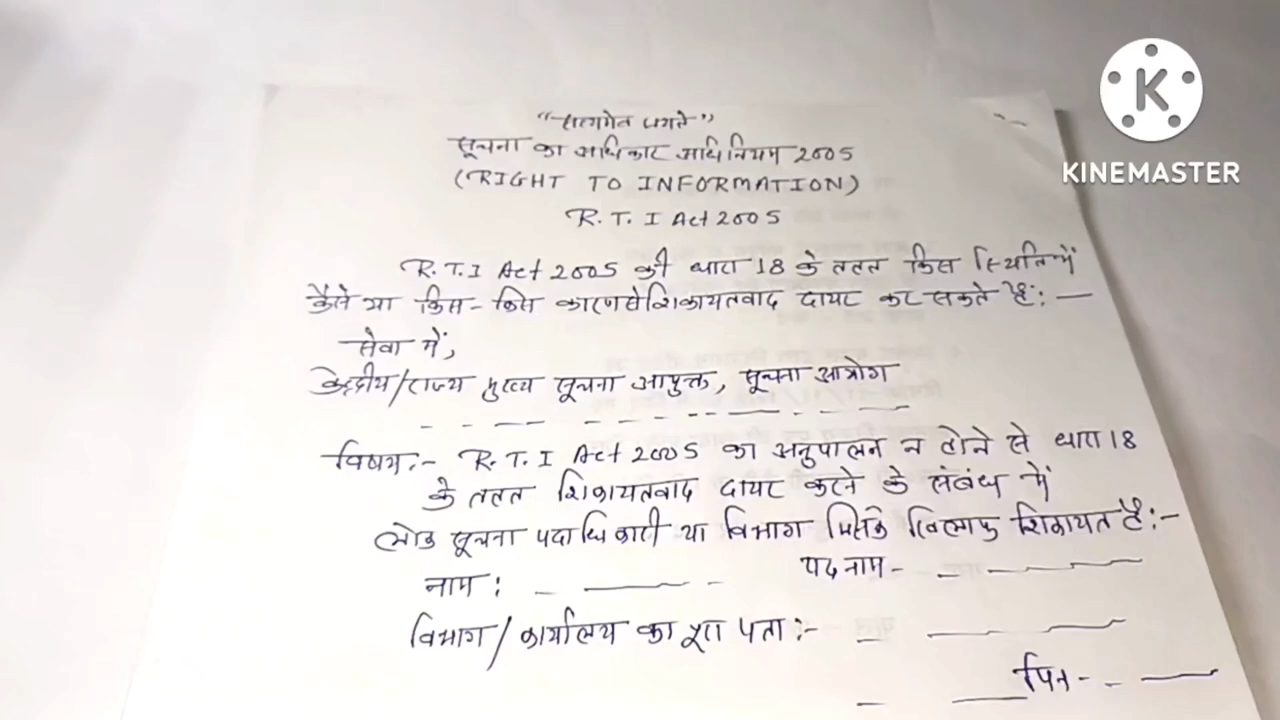 "सत्यमेव जयते"
सूचना का अधिकार अधिनियम 2005
(RIGHT TO INFORMATION)
R. T. I Act 2005
R. T. I Act 2005 की धारा 18 के तहत किस स्थिति में
कैसे या किस-किस कारण से शिकायतवाद दायर कर सकते हैं:—
सेवा में,
केन्द्रीय/राज्य मुख्य सूचना आयुक्त, सूचना आयोग
विषय:- R. T. I Act 2005 का अनुपालन न होने से धारा 18
के तहत शिकायतवाद दायर करने के संबंध में
लोक सूचना पदाधिकारी या विभाग जिसके खिलाफ शिकायत है:-
नाम: पदनाम-
विभाग/कार्यालय का पूरा पता:-
पिन-
K
KINEMASTER